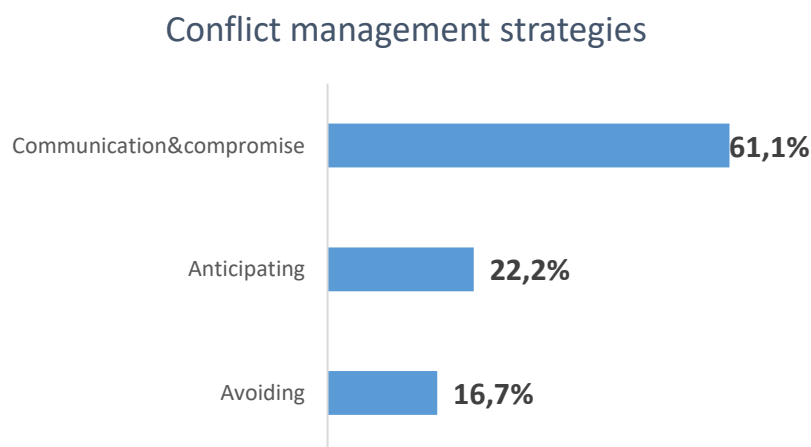 Conflict management strategies
Communication&compromise
61,1%
Anticipating
22,2%
Avoiding
16,7%